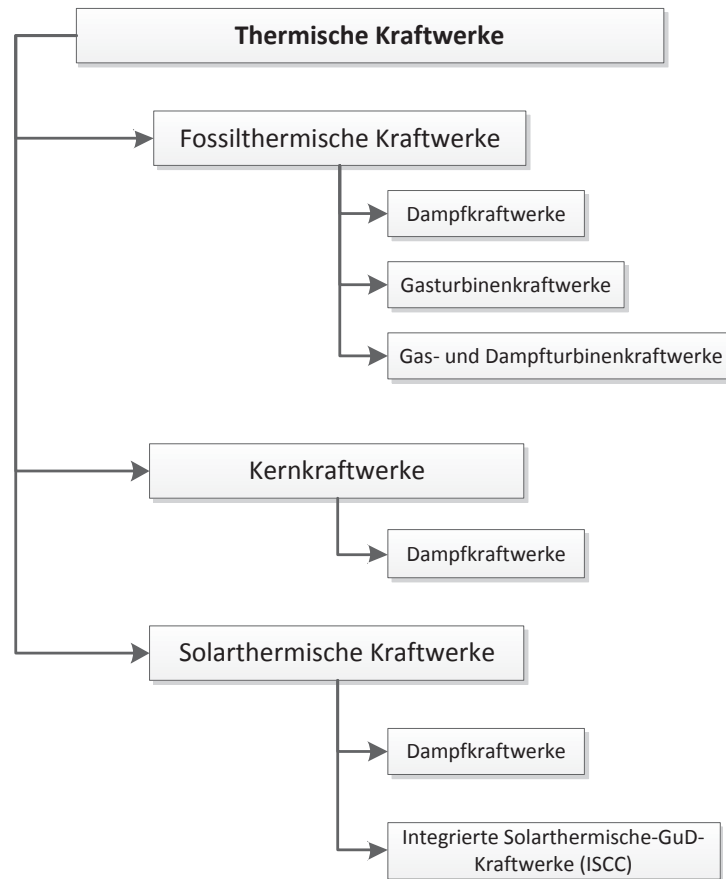 Thermische Kraftwerke
Fossilthermische Kraftwerke
Dampfkraftwerke
Gasturbinenkraftwerke
Gas- und Dampfturbinenkraftwerke
Kernkraftwerke
Dampfkraftwerke
Solarthermische Kraftwerke
Dampfkraftwerke
Integrierte Solarthermische-GuD-
Kraftwerke (ISCC)